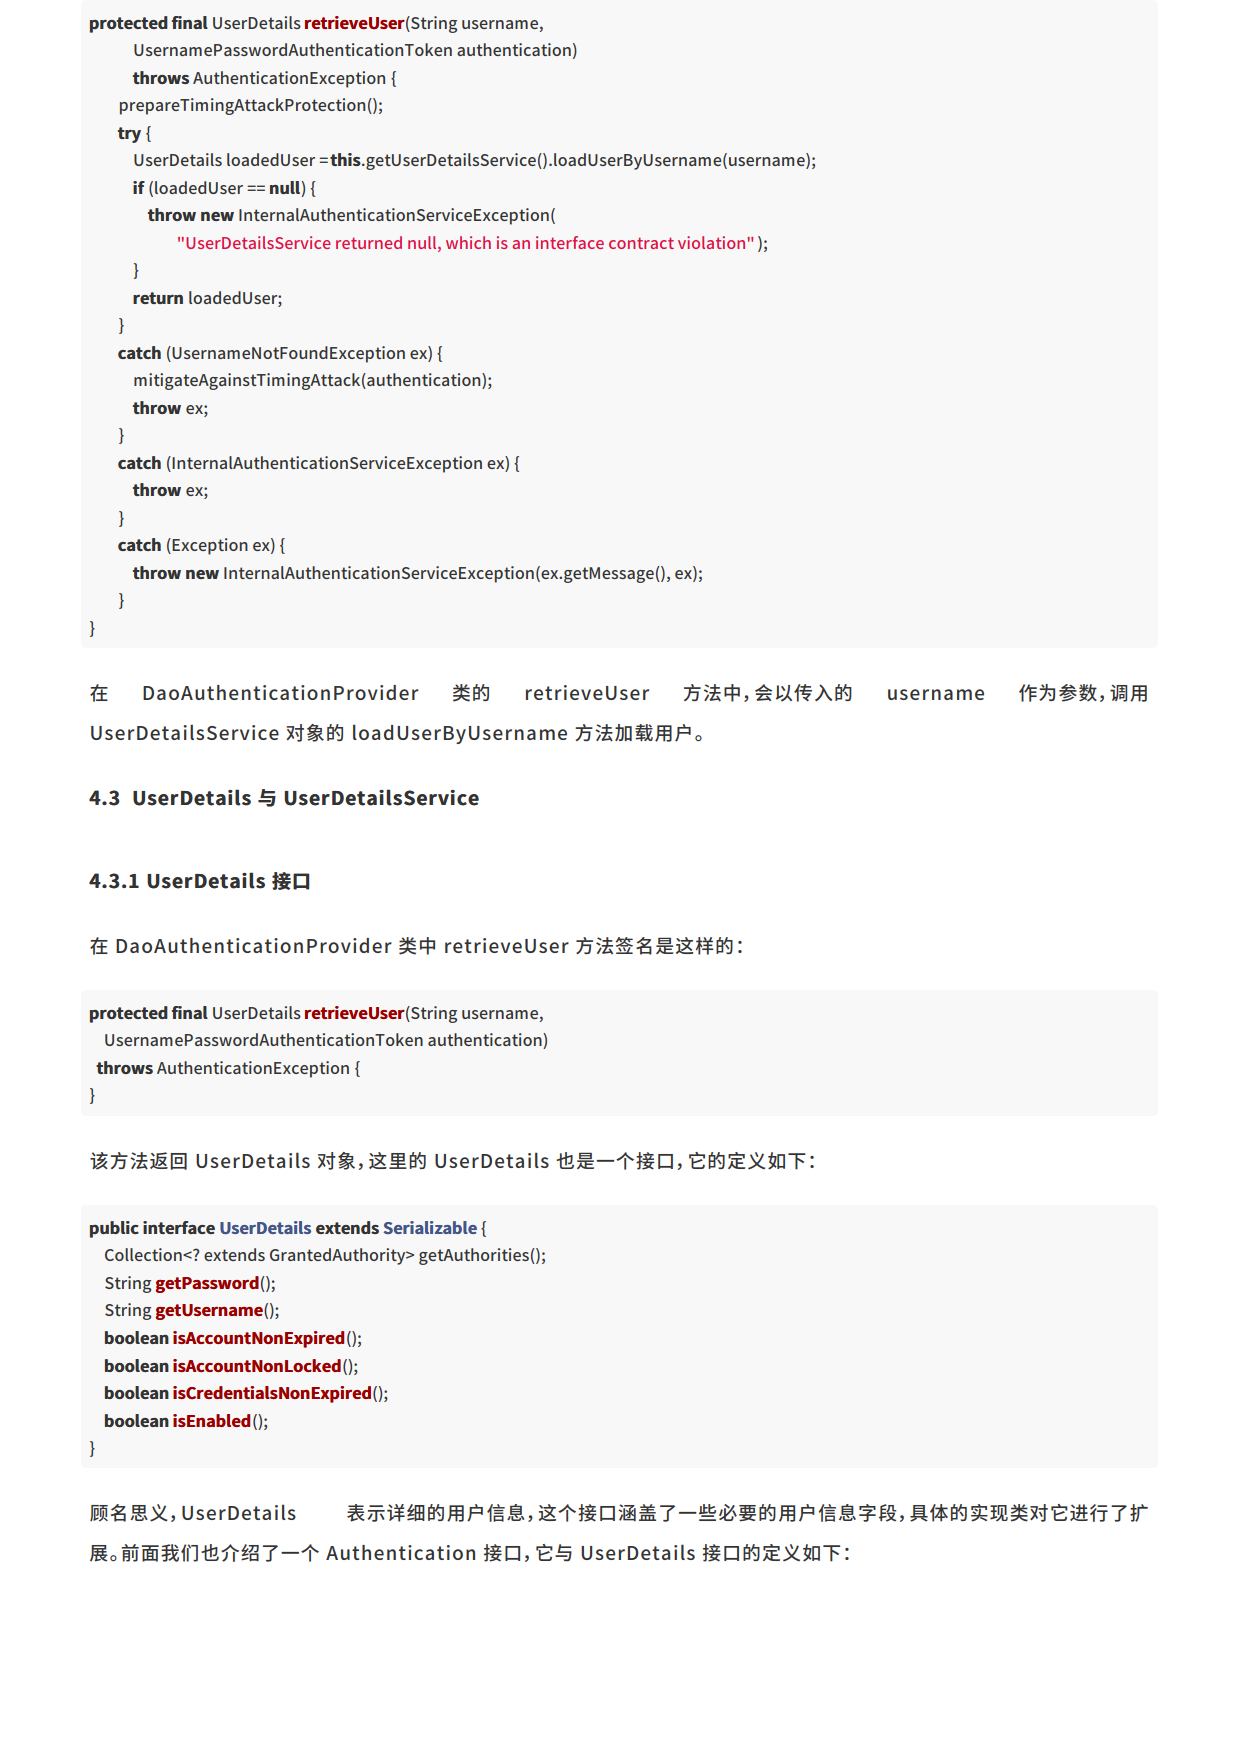 protected final UserDetails retrieveUser(String username,
UsernamePasswordAuthenticationToken authentication)
throws AuthenticationException {
prepareTimingAttackProtection();
try {
UserDetails loadedUser =this.getUserDetailsService().loadUserByUsername(username);
if (loadedUser == null) {
throw new InternalAuthenticationServiceException(
"UserDetailsService returned null, which is an interface contract violation" );
}
return loadedUser;
}
catch (UsernameNotFoundException ex) {
mitigateAgainstTimingAttack(authentication);
throw ex;
}
catch (InternalAuthenticationServiceException ex) {
throw ex;
}
catch (Exception ex) {
throw new InternalAuthenticationServiceException(ex.getMessage(), ex);
}
}
在 DaoAuthenticationProvider 类的 retrieveUser 方法中，会以传入的 username 作为参数，调用
UserDetailsService 对象的 loadUserByUsername 方法加载用户。
4.3 UserDetails 与 UserDetailsService
4.3.1 UserDetails 接口
在 DaoAuthenticationProvider 类中 retrieveUser 方法签名是这样的：
protected final UserDetails retrieveUser(String username,
UsernamePasswordAuthenticationToken authentication)
throws AuthenticationException {
}
该方法返回 UserDetails 对象，这里的 UserDetails 也是一个接口，它的定义如下：
public interface UserDetails extends Serializable {
Collection<? extends GrantedAuthority> getAuthorities();
String getPassword();
String getUsername();
boolean isAccountNonExpired();
boolean isAccountNonLocked();
boolean isCredentialsNonExpired();
boolean isEnabled();
}
顾名思义，UserDetails 表示详细的用户信息，这个接口涵盖了一些必要的用户信息字段，具体的实现类对它进行了扩
展。前面我们也介绍了一个 Authentication 接口，它与 UserDetails 接口的定义如下：